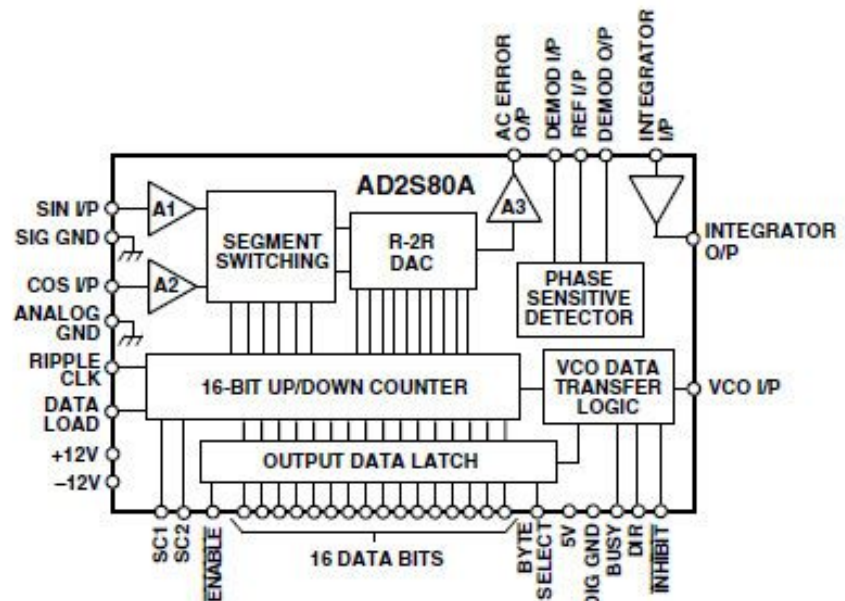 AC ERROR
O/P
DEMOD I/P
REF I/P
DEMOD O/P
INTEGRATOR
I/P
AD2S80A
SIN I/P
A1
A3
SIG GND
SEGMENT
SWITCHING
R-2R
DAC
INTEGRATOR
O/P
COS I/P
A2
PHASE
SENSITIVE
DETECTOR
ANALOG
GND
RIPPLE
CLK
16-BIT UP/DOWN COUNTER
VCO DATA
TRANSFER
LOGIC
VCO I/P
DATA
LOAD
+12V
OUTPUT DATA LATCH
–12V
SC1
SC2
ENABLE
16 DATA BITS
BYTE
SELECT
5V
DIG GND
BUSY
DIR
INHIBIT